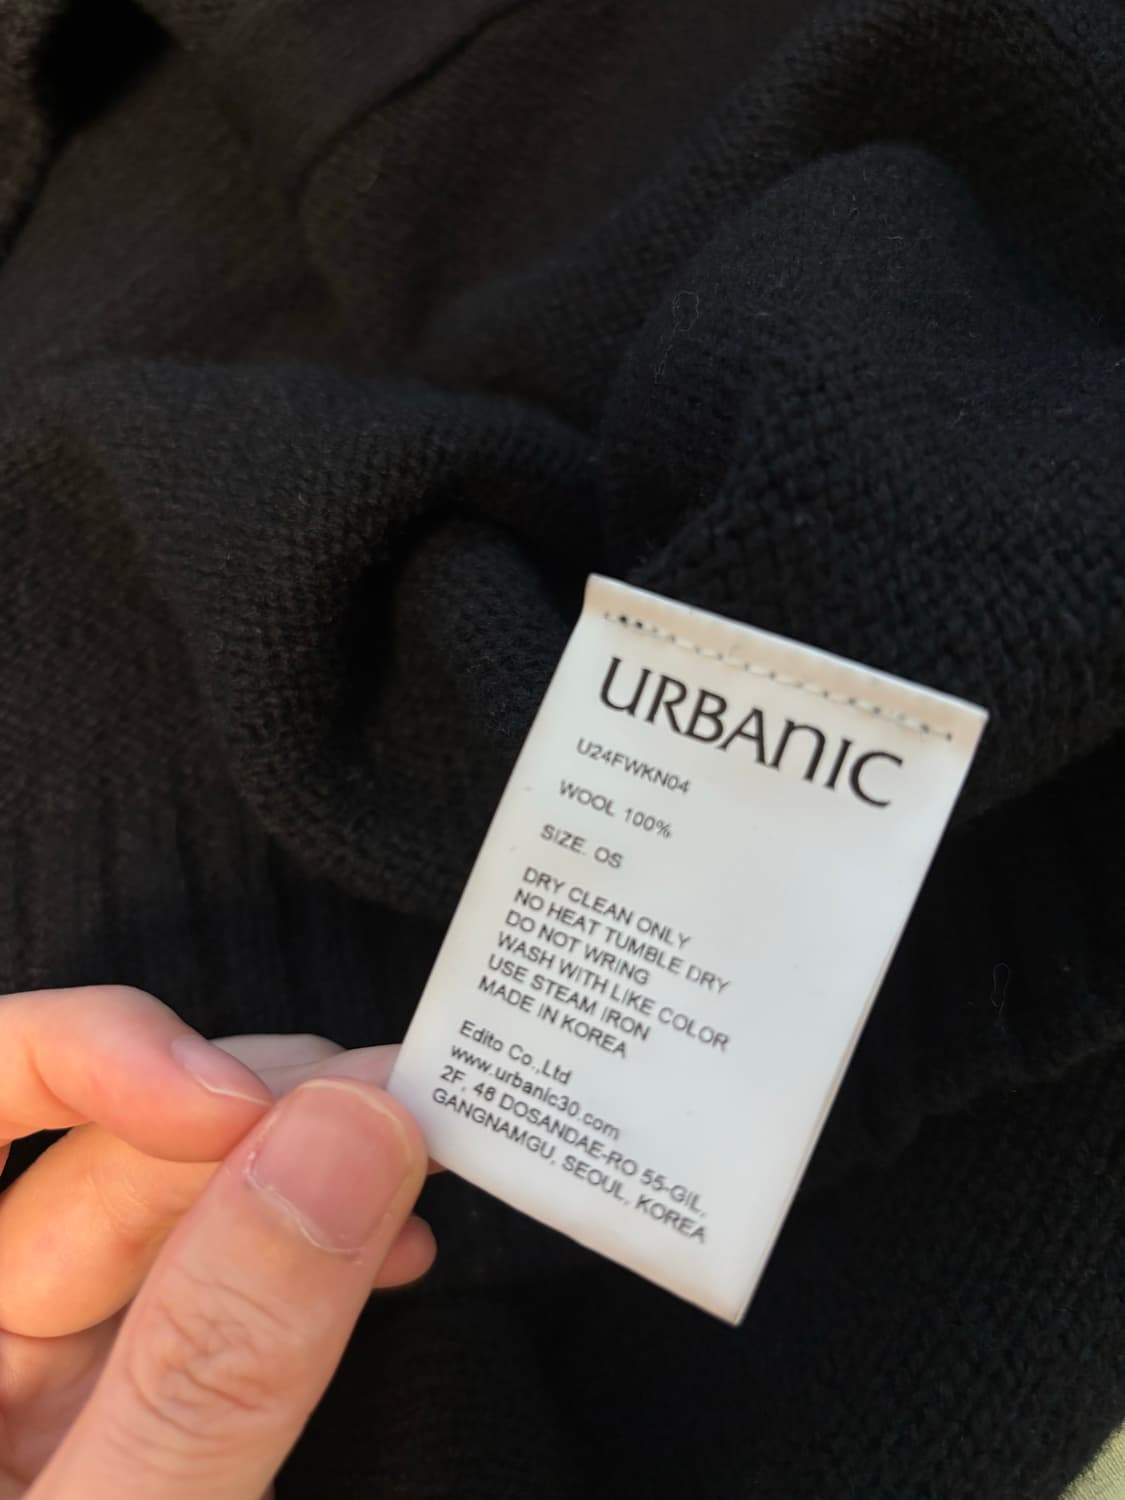 URBANIC
U24FWKN04
WOOL 100%
SIZE. OS
DRY CLEAN ONLY
NO HEAT TUMBLE DRY
DO NOT WRING
WASH WITH LIKE COLOR
USE STEAM IRON
MADE IN KOREA
Edito Co.,Ltd
www.urbanic30.com
2F, 48 DOSANDAE-RO 55-GIL,
GANGNAMGU, SEOUL, KOREA